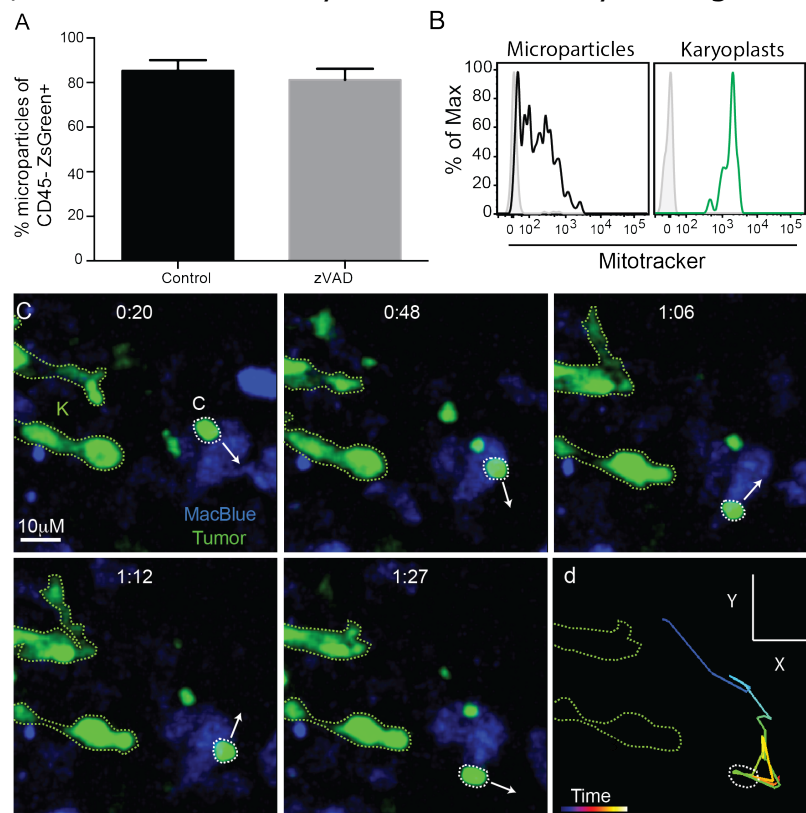 A
B
% microparticles of
CD45- ZsGreen+
100
80
60
40
20
0
Control
zVAD
Microparticles
Karyoplasts
% of Max
100
80
60
40
20
0
0 10² 10³ 10⁴ 10⁵
0 10² 10³ 10⁴ 10⁵
Mitotracker
C
0:20
C
K
MacBlue
Tumor
10μM
0:48
1:06
1:12
1:27
d
Y
X
Time